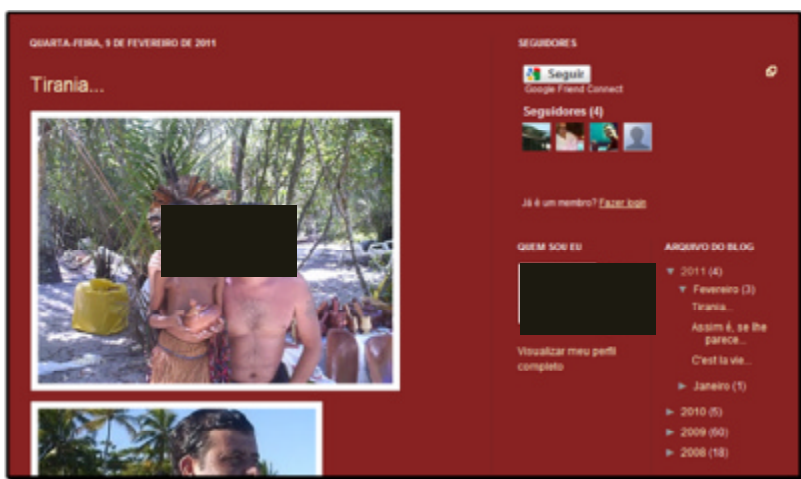 QUARTA-FEIRA, 9 DE FEVEREIRO DE 2011
Tirania...
SEGUIDORES
Seguir
Google Friend Connect
Seguidores (4)
Já é um membro? Fazer login
QUEM SOU EU
Visualizar meu perfil
completo
ARQUIVO DO BLOG
▼ 2011 (4)
▼ Fevereiro (3)
Tirania...
Assim é, se lhe
parece...
C'est la vie...
► Janeiro (1)
► 2010 (5)
► 2009 (60)
► 2008 (18)